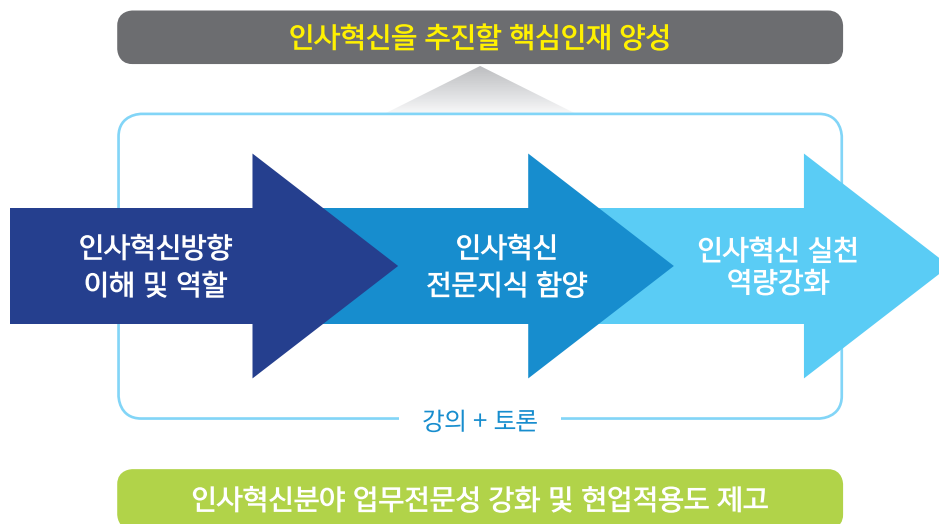 인사혁신을 추진할 핵심인재 양성
인사혁신방향
이해 및 역할
인사혁신
전문지식 함양
인사혁신 실천
역량강화
강의 + 토론
인사혁신분야 업무전문성 강화 및 현업적용도 제고